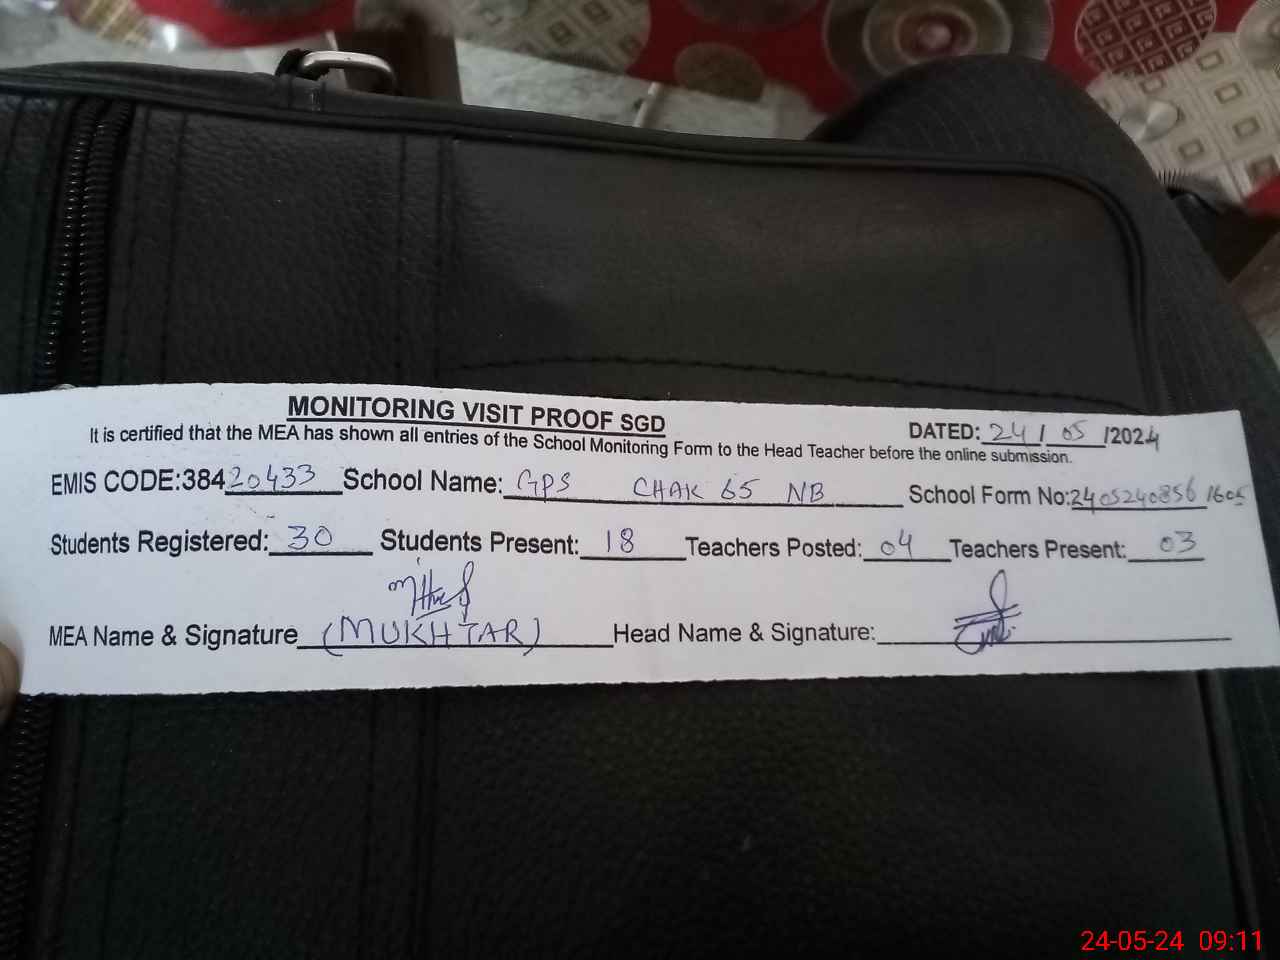 MONITORING VISIT PROOF SGD
DATED: 24/05/2024
It is certified that the MEA has shown all entries of the School Monitoring Form to the Head Teacher before the online submission.
EMIS CODE:38420433 School Name: GPS CHAK 65 NB School Form No:2405240856 1605
Students Registered: 30 Students Present: 18 Teachers Posted: 04 Teachers Present: 03
MEA Name & Signature (MUKHTAR) Head Name & Signature:
24-05-24 09:11